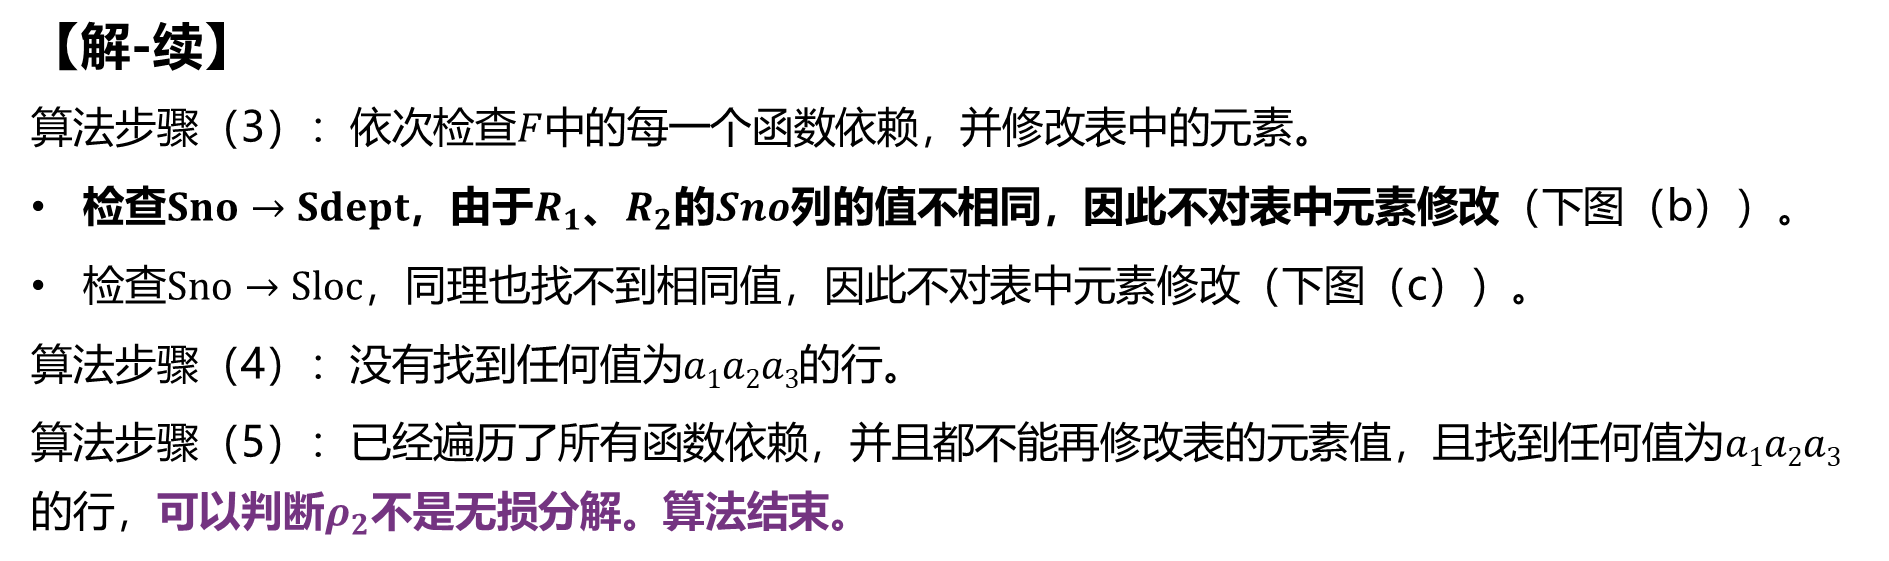 【解-续】
算法步骤（3）：依次检查F中的每一个函数依赖，并修改表中的元素。
• 检查Sno → Sdept，由于R₁、R₂的Sno列的值不相同，因此不对表中元素修改（下图（b））。
• 检查Sno → Sloc，同理也找不到相同值，因此不对表中元素修改（下图（c））。
算法步骤（4）：没有找到任何值为a₁a₂a₃的行。
算法步骤（5）：已经遍历了所有函数依赖，并且都不能再修改表的元素值，且找到任何值为a₁a₂a₃
的行，可以判断ρ₂不是无损分解。算法结束。